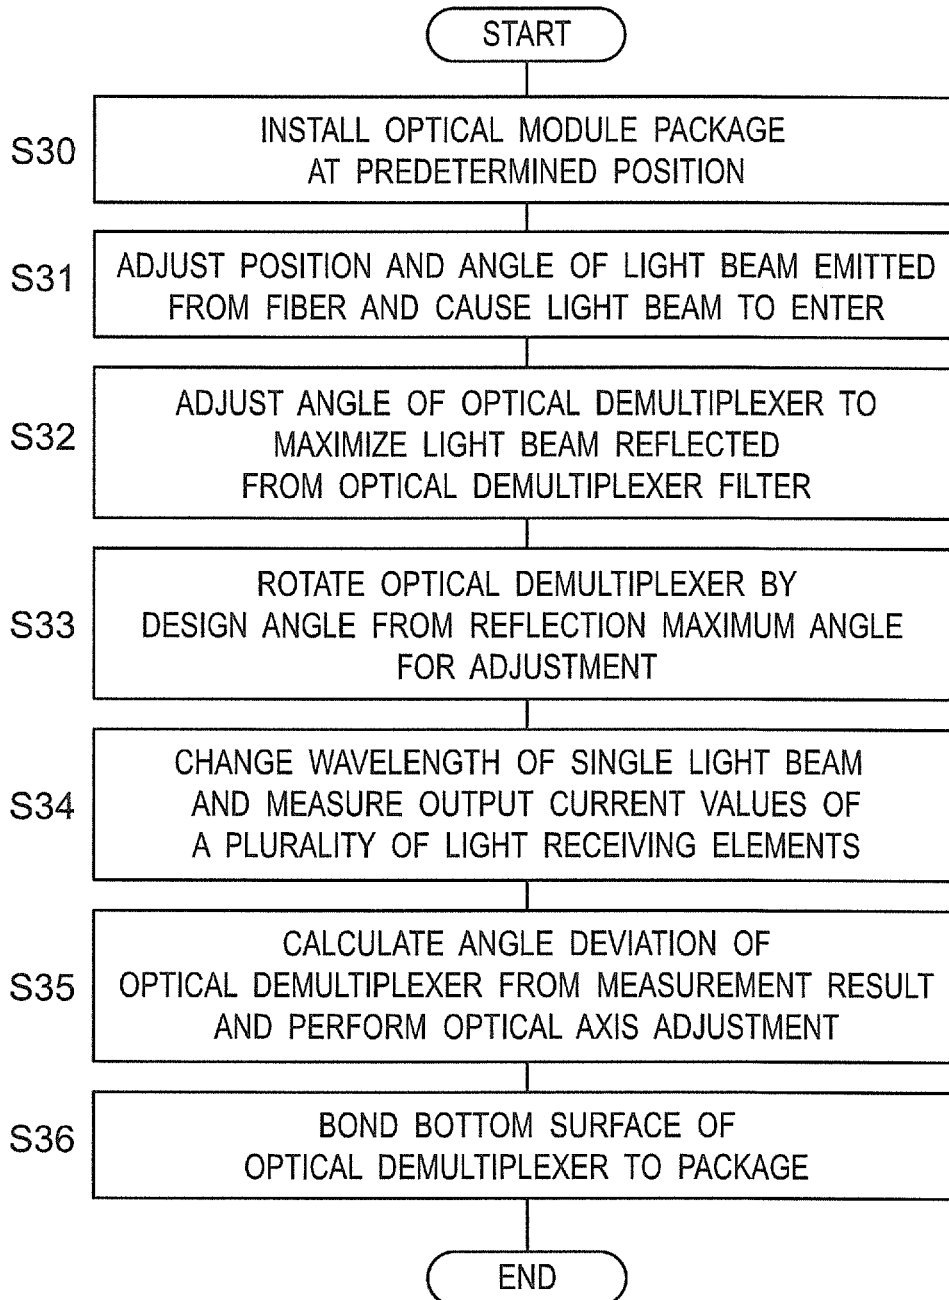 START
S30
INSTALL OPTICAL MODULE PACKAGE
AT PREDETERMINED POSITION
S31
ADJUST POSITION AND ANGLE OF LIGHT BEAM EMITTED
FROM FIBER AND CAUSE LIGHT BEAM TO ENTER
S32
ADJUST ANGLE OF OPTICAL DEMULTIPLEXER TO
MAXIMIZE LIGHT BEAM REFLECTED
FROM OPTICAL DEMULTIPLEXER FILTER
S33
ROTATE OPTICAL DEMULTIPLEXER BY
DESIGN ANGLE FROM REFLECTION MAXIMUM ANGLE
FOR ADJUSTMENT
S34
CHANGE WAVELENGTH OF SINGLE LIGHT BEAM
AND MEASURE OUTPUT CURRENT VALUES OF
A PLURALITY OF LIGHT RECEIVING ELEMENTS
S35
CALCULATE ANGLE DEVIATION OF
OPTICAL DEMULTIPLEXER FROM MEASUREMENT RESULT
AND PERFORM OPTICAL AXIS ADJUSTMENT
S36
BOND BOTTOM SURFACE OF
OPTICAL DEMULTIPLEXER TO PACKAGE
END